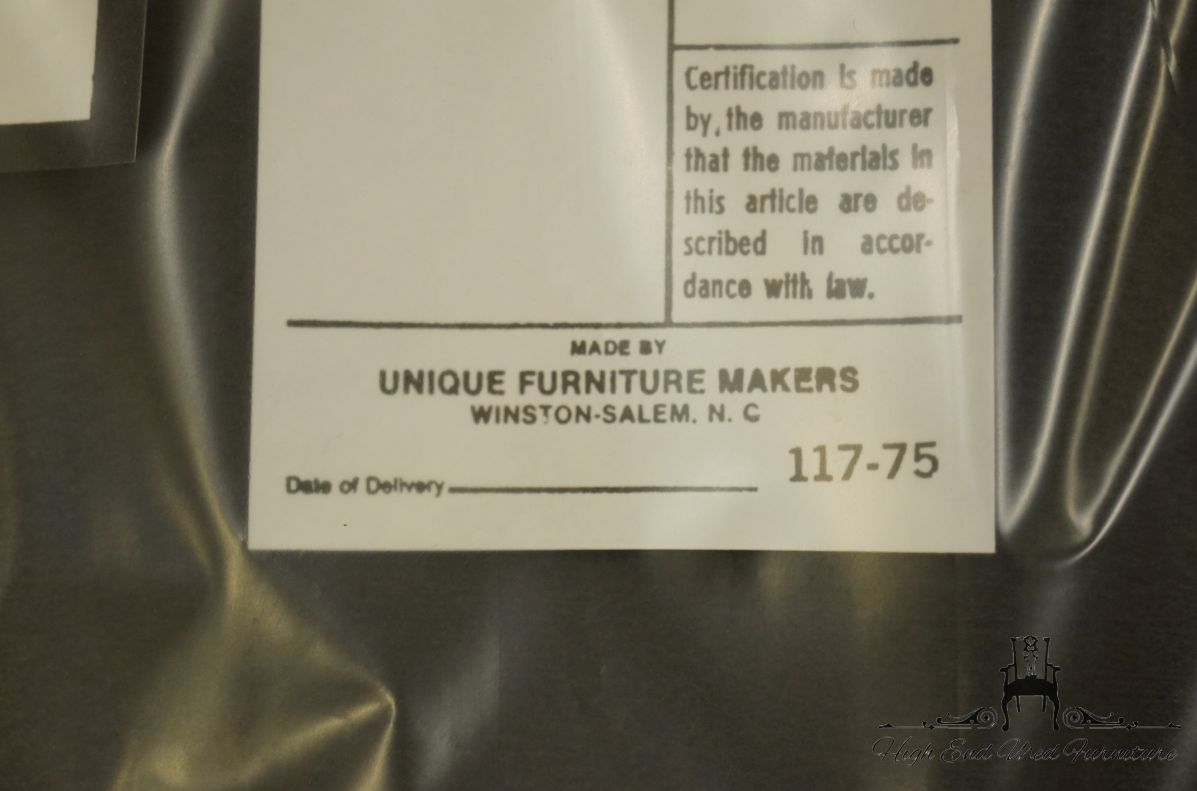 Certification is made
by, the manufacturer
that the materials in
this article are de-
scribed in accor-
dance with law.
MADE BY
UNIQUE FURNITURE MAKERS
WINSTON-SALEM, N. C
117-75
Date of Delivery
High End Used Furniture